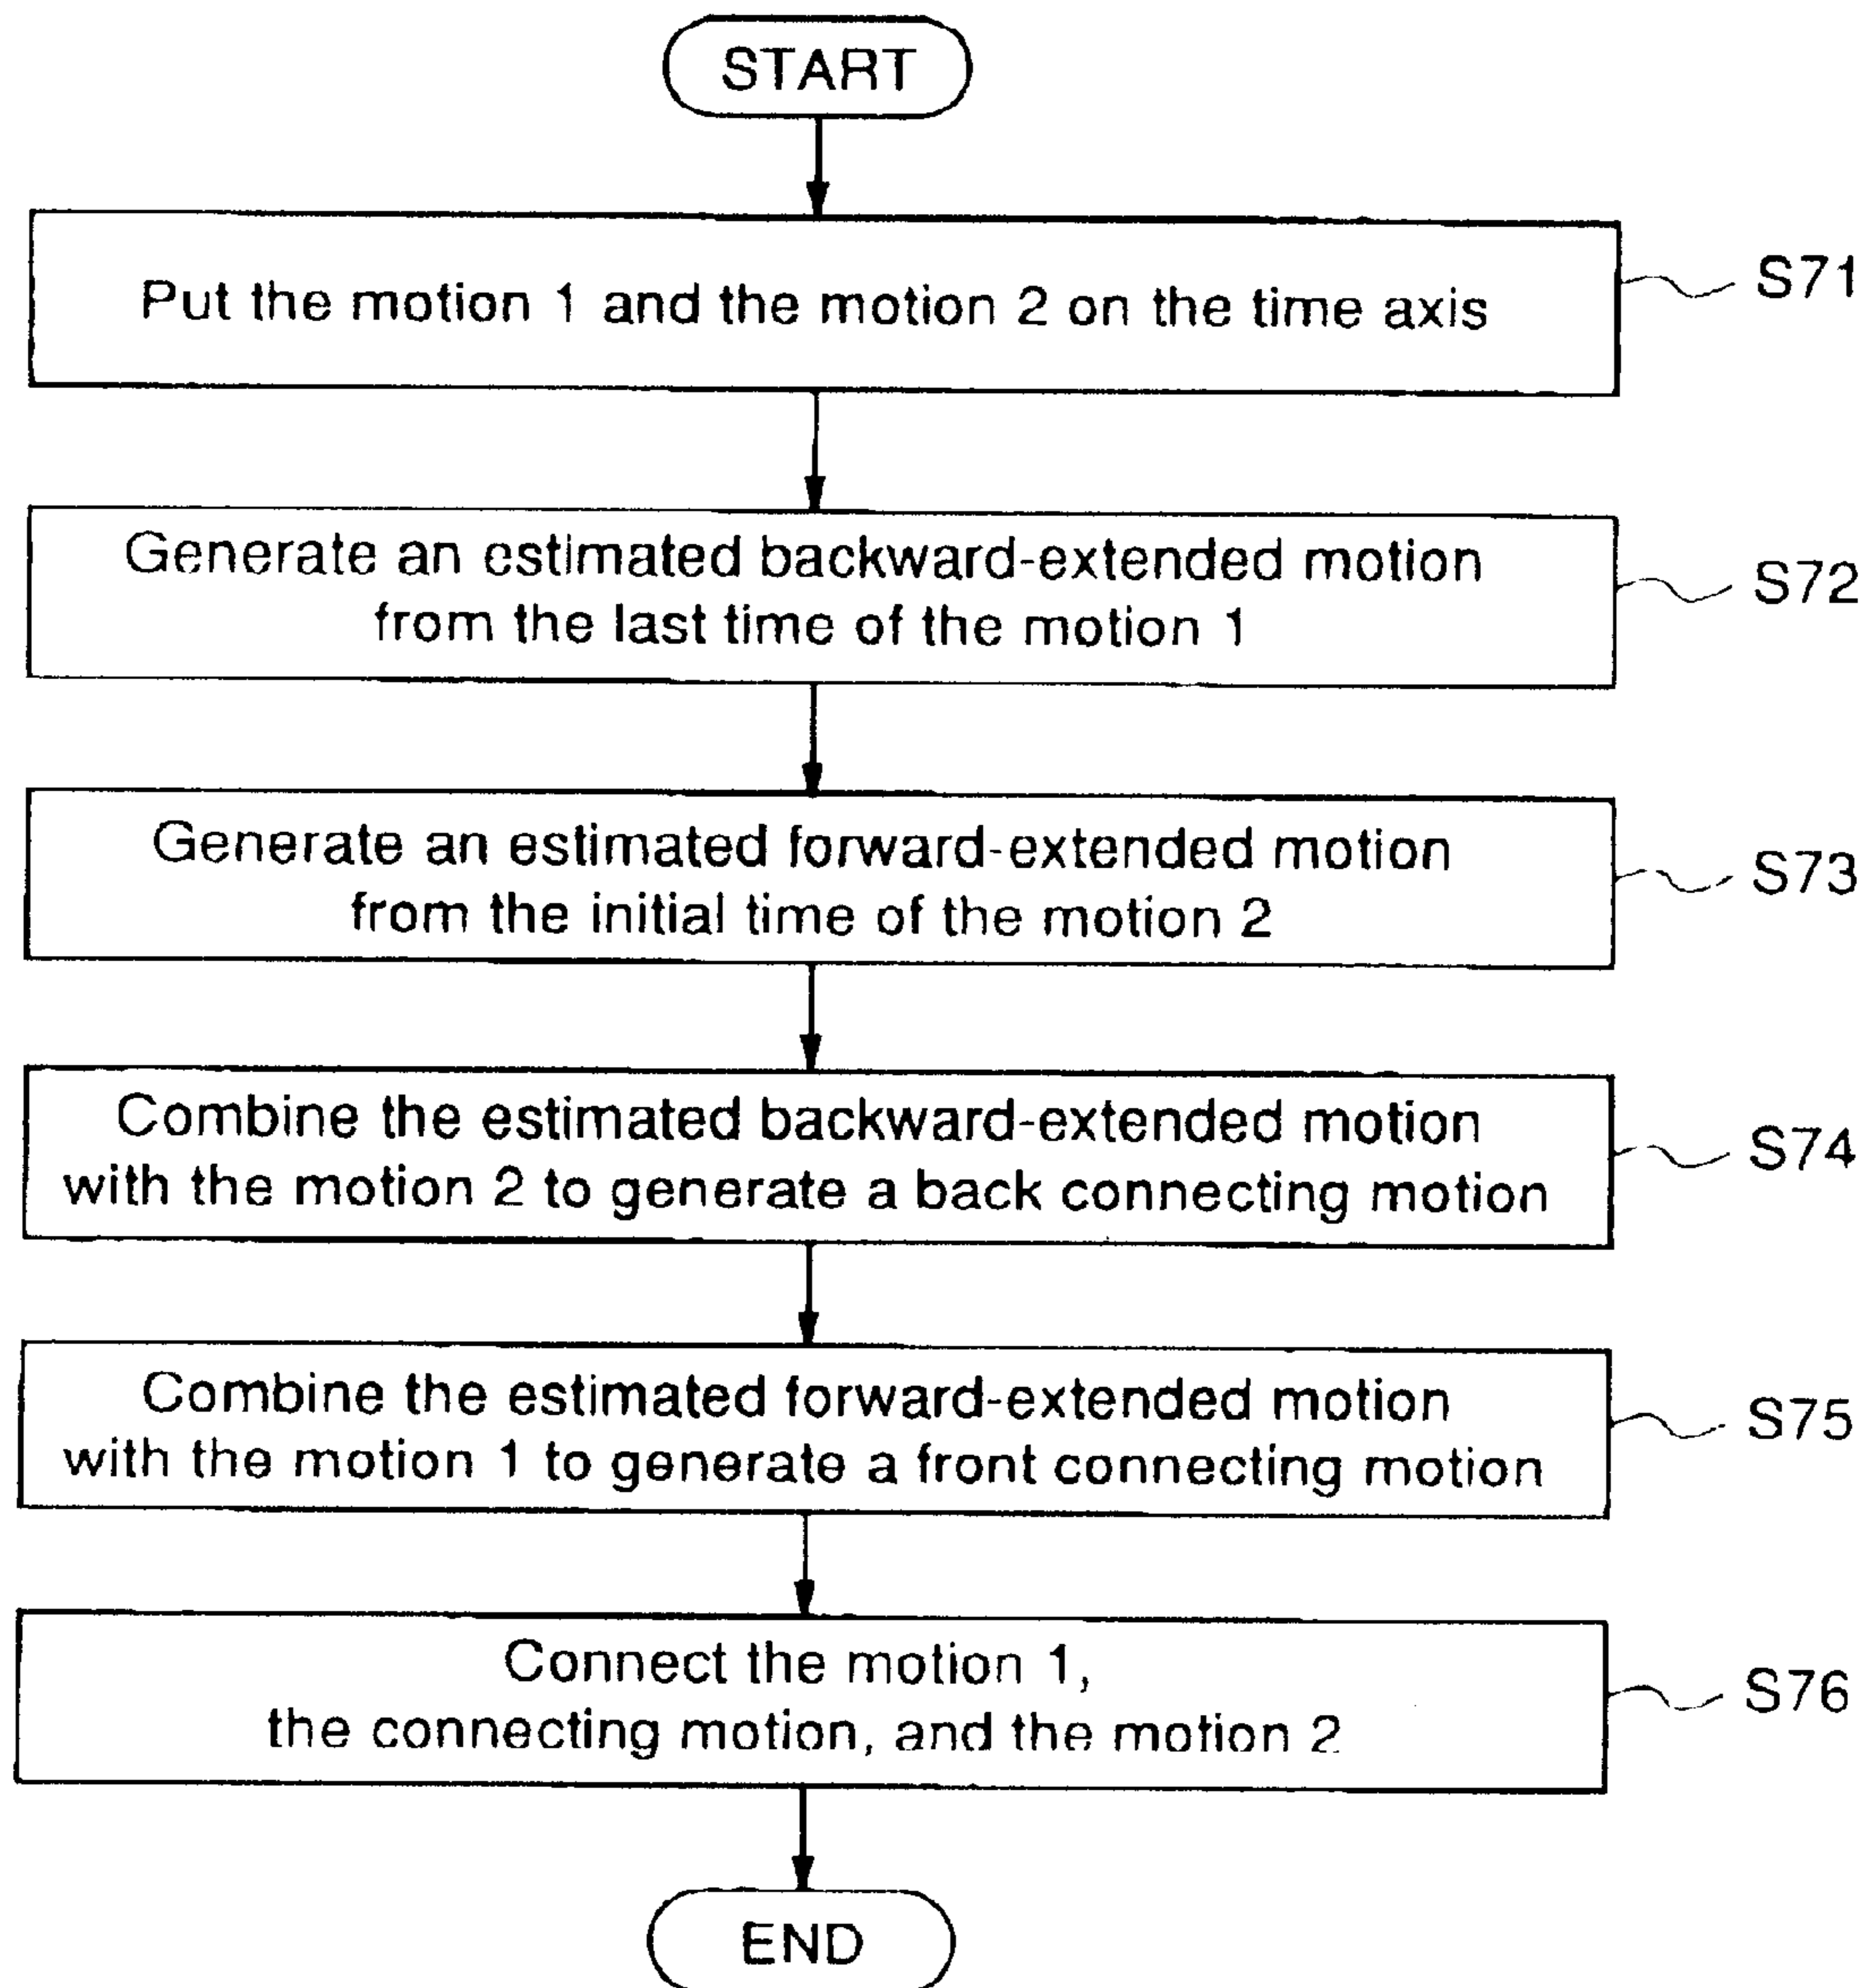 START
Put the motion 1 and the motion 2 on the time axis
S71
Generate an estimated backward-extended motion
from the last time of the motion 1
S72
Generate an estimated forward-extended motion
from the initial time of the motion 2
S73
Combine the estimated backward-extended motion
with the motion 2 to generate a back connecting motion
S74
Combine the estimated forward-extended motion
with the motion 1 to generate a front connecting motion
S75
Connect the motion 1,
the connecting motion, and the motion 2
S76
END